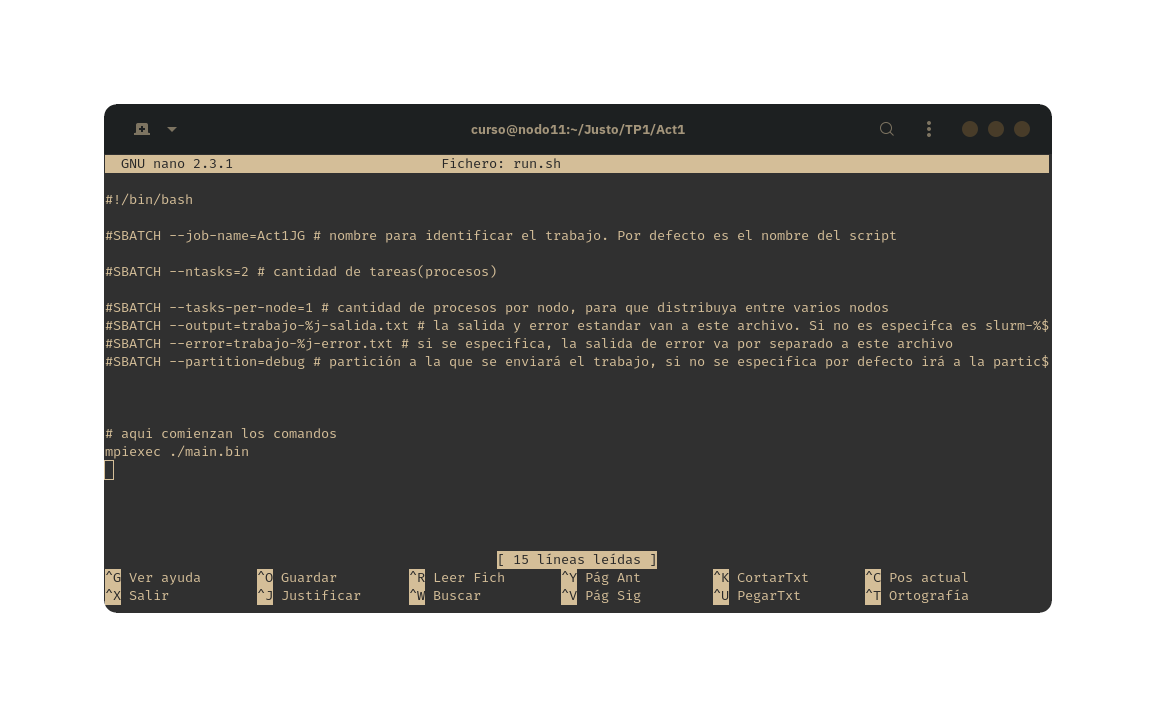 curso@nodo11:~/Justo/TP1/Act1
GNU nano 2.3.1 Fichero: run.sh
#!/bin/bash
#SBATCH --job-name=Act1JG # nombre para identificar el trabajo. Por defecto es el nombre del script
#SBATCH --ntasks=2 # cantidad de tareas(procesos)
#SBATCH --tasks-per-node=1 # cantidad de procesos por nodo, para que distribuya entre varios nodos
#SBATCH --output=trabajo-%j-salida.txt # la salida y error estandar van a este archivo. Si no es especifca es slurm-%$
#SBATCH --error=trabajo-%j-error.txt # si se especifica, la salida de error va por separado a este archivo
#SBATCH --partition=debug # partición a la que se enviará el trabajo, si no se especifica por defecto irá a la partic$
# aqui comienzan los comandos
mpiexec ./main.bin
[ 15 líneas leídas ]
^G Ver ayuda ^O Guardar ^R Leer Fich ^Y Pág Ant ^K CortarTxt ^C Pos actual
^X Salir ^J Justificar ^W Buscar ^V Pág Sig ^U PegarTxt ^T Ortografía